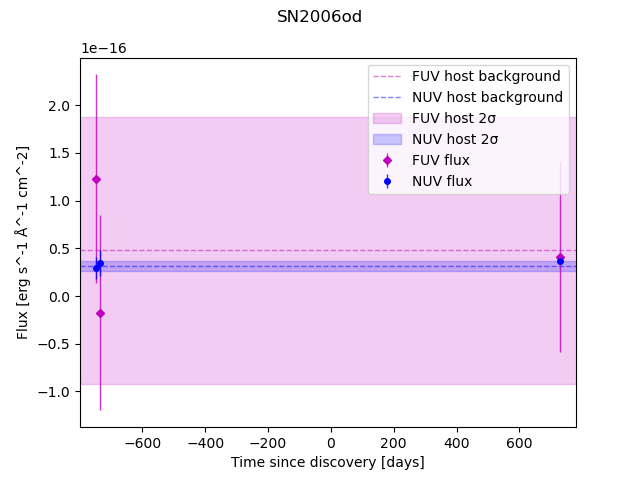 SN2006od
1e−16
FUV host background
NUV host background
FUV host 2σ
NUV host 2σ
FUV flux
NUV flux
2.0
1.5
1.0
0.5
0.0
−0.5
−1.0
Flux [erg s^-1 Å^-1 cm^-2]
−600
−400
−200
0
200
400
600
Time since discovery [days]